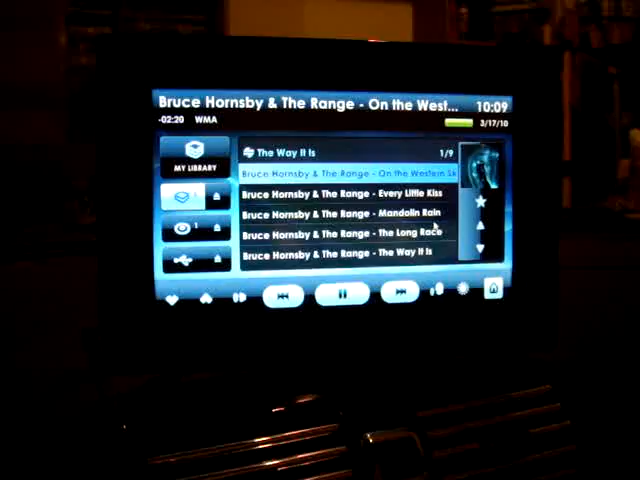 Bruce Hornsby & The Range - On the West...
10:09
-02:20 WMA
3/17/10
The Way It Is
1/9
MY LIBRARY
Bruce Hornsby & The Range - On the Western Sk
Bruce Hornsby & The Range - Every Little Kiss
Bruce Hornsby & The Range - Mandolin Rain
Bruce Hornsby & The Range - The Long Race
Bruce Hornsby & The Range - The Way It Is
1